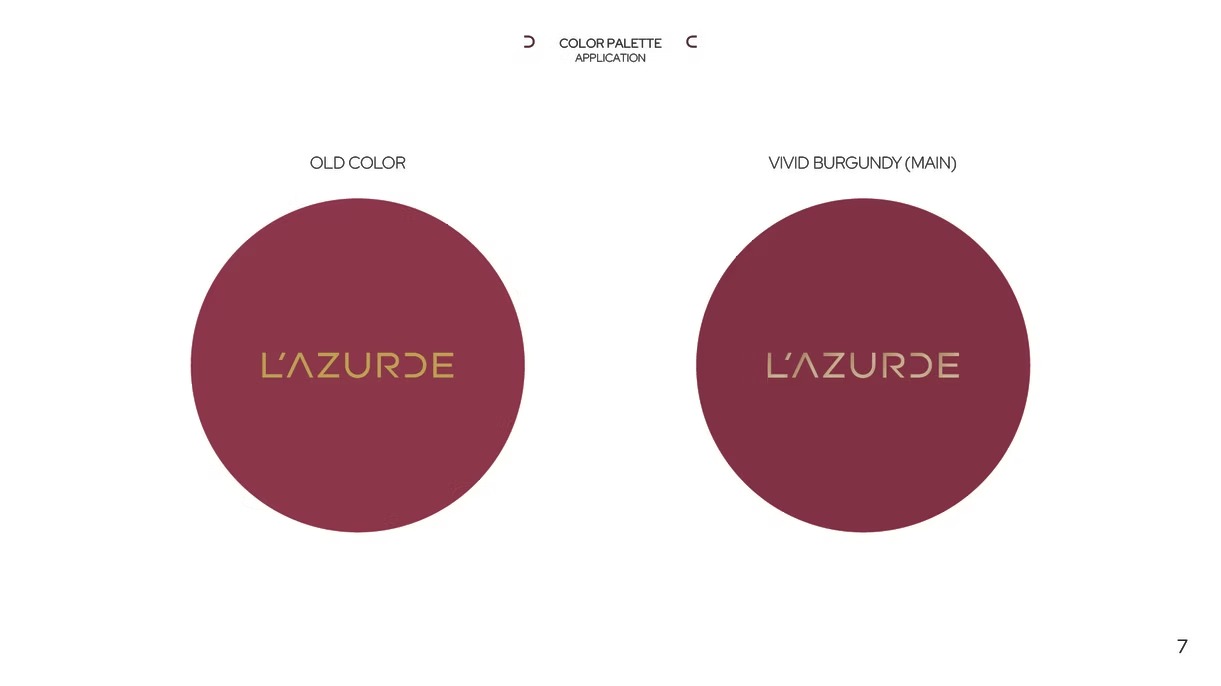 COLOR PALETTE
APPLICATION
OLD COLOR
VIVID BURGUNDY (MAIN)
L'AZURDE
L'AZURDE
7